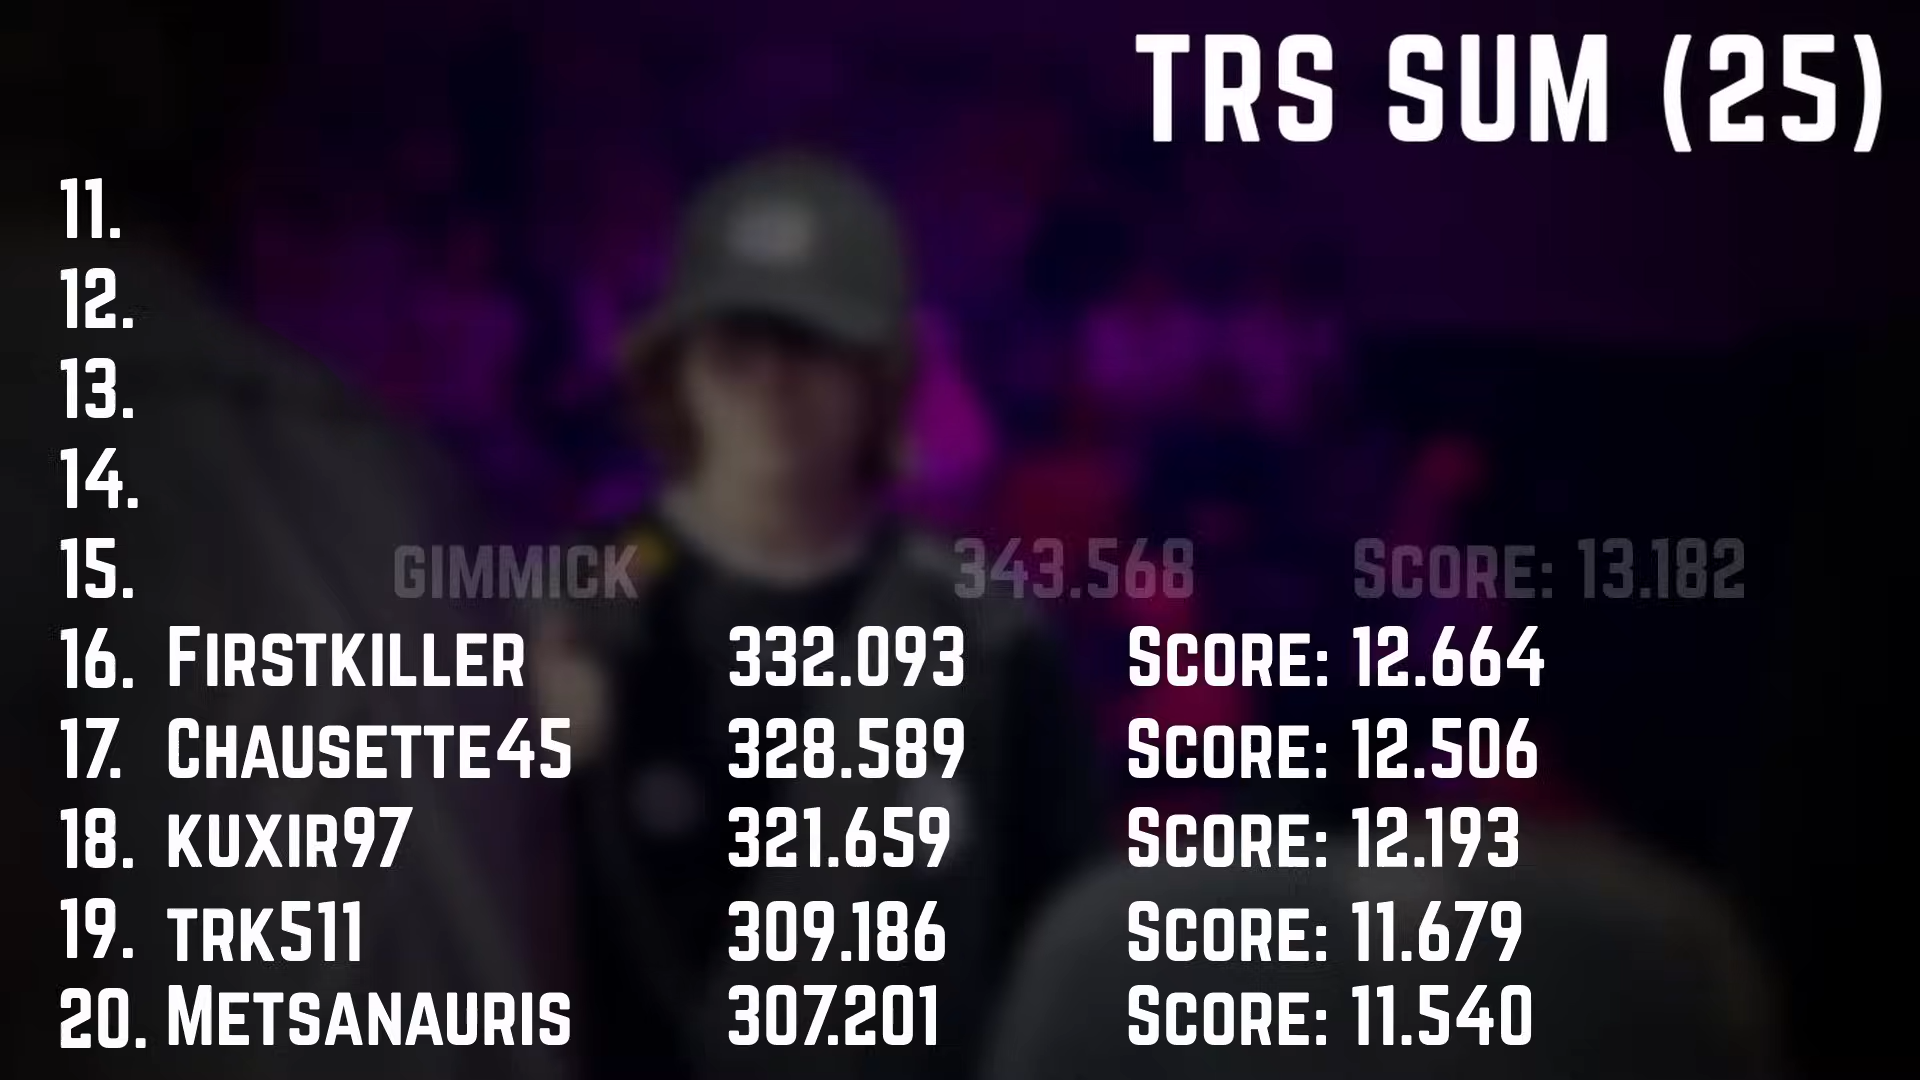 TRS SUM (25)
11.
12.
13.
14.
15. GIMMICK 343.568 SCORE: 13.182
16. FIRSTKILLER 332.093 SCORE: 12.664
17. CHAUSETTE45 328.589 SCORE: 12.506
18. KUXIR97 321.659 SCORE: 12.193
19. TRK511 309.186 SCORE: 11.679
20. METSANAURIS 307.201 SCORE: 11.540